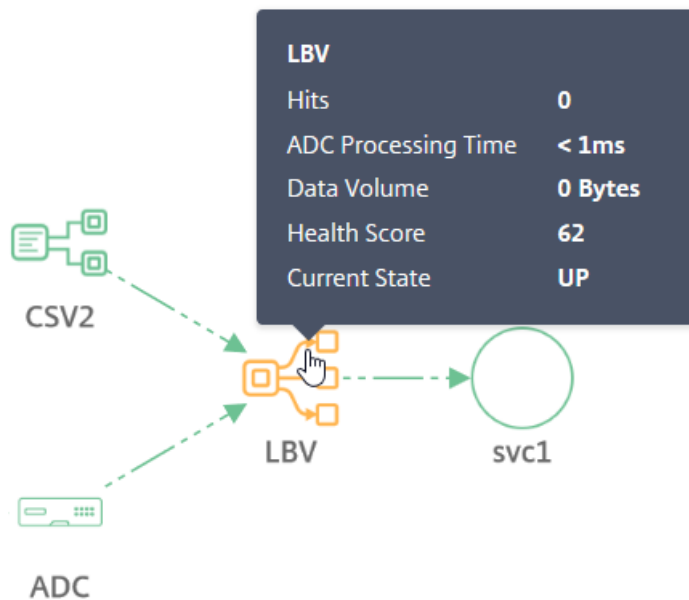 LBV
Hits 0
ADC Processing Time < 1ms
Data Volume 0 Bytes
Health Score 62
Current State UP
CSV2
LBV
svc1
ADC